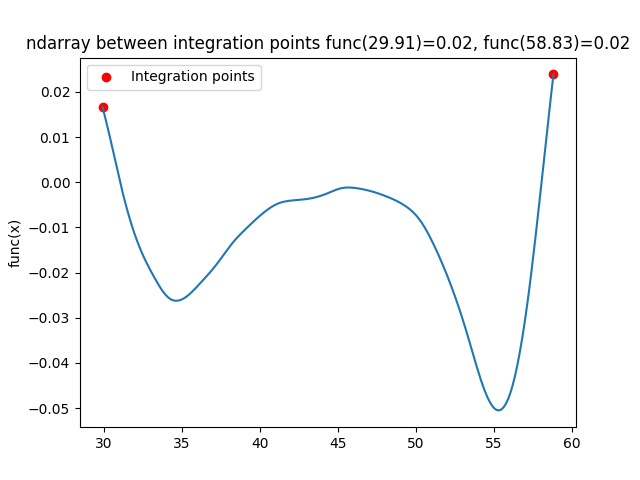 ndarray between integration points func(29.91)=0.02, func(58.83)=0.02
Integration points
func(x)
0.02
0.01
0.00
−0.01
−0.02
−0.03
−0.04
−0.05
30 35 40 45 50 55 60